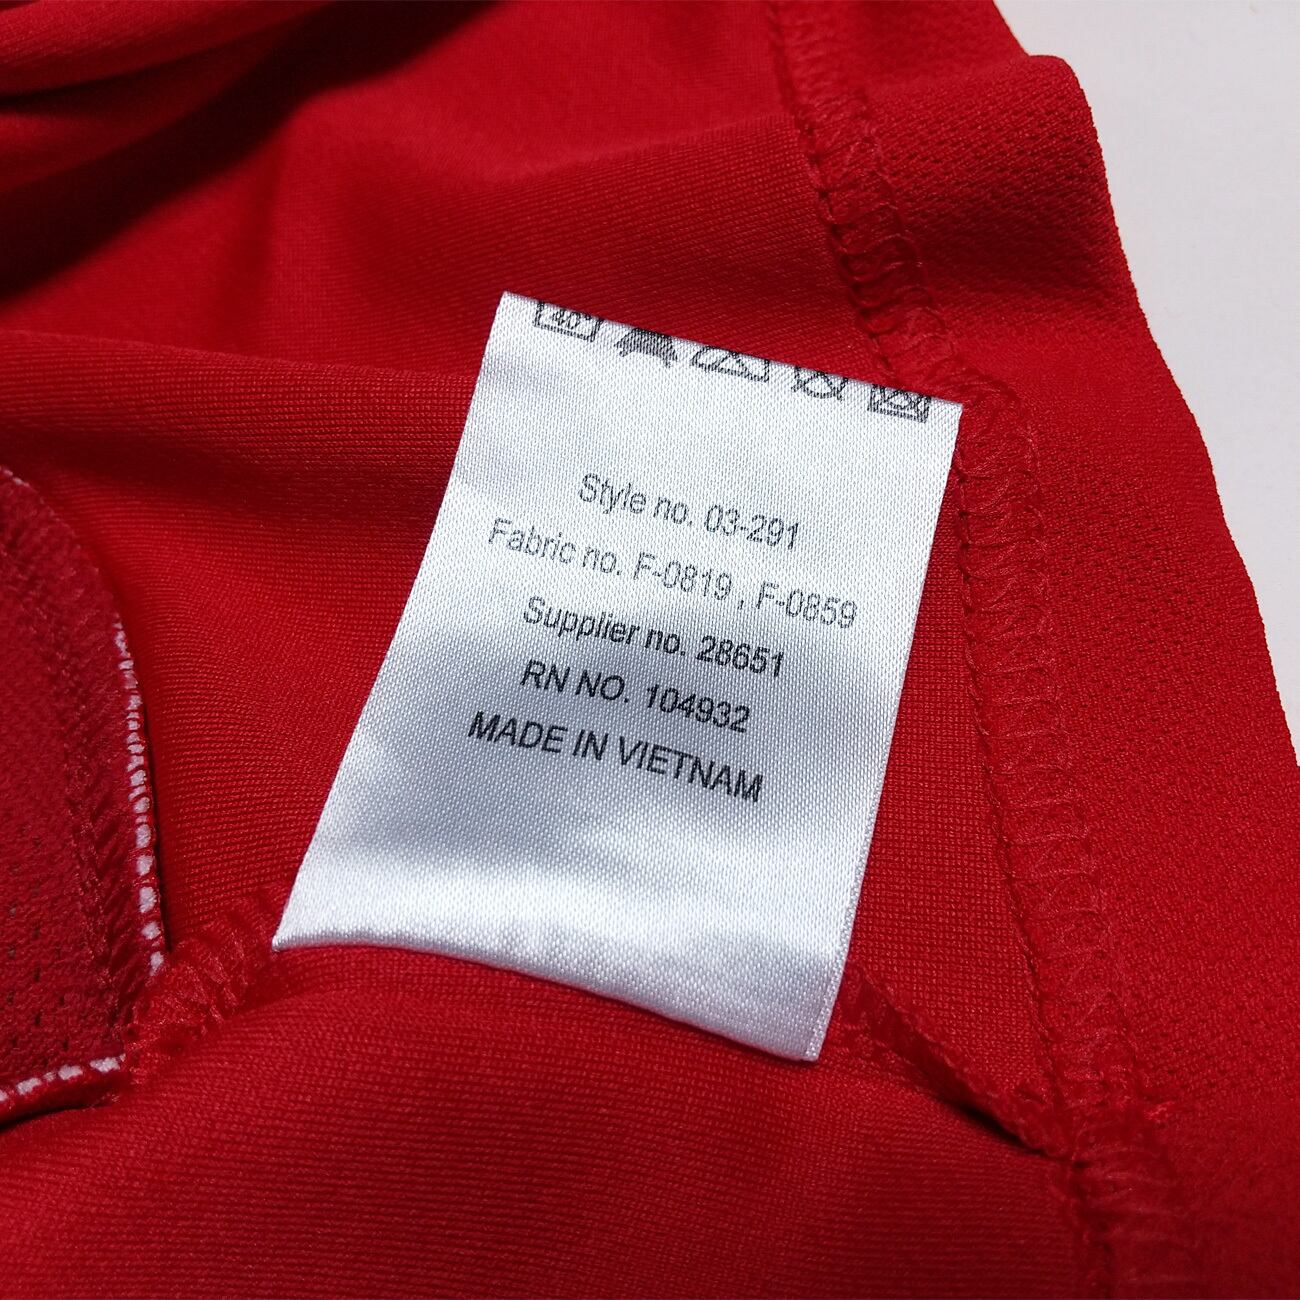 Style no. 03-291
Fabric no. F-0819 , F-0859
Supplier no. 28651
RN NO. 104932
MADE IN VIETNAM